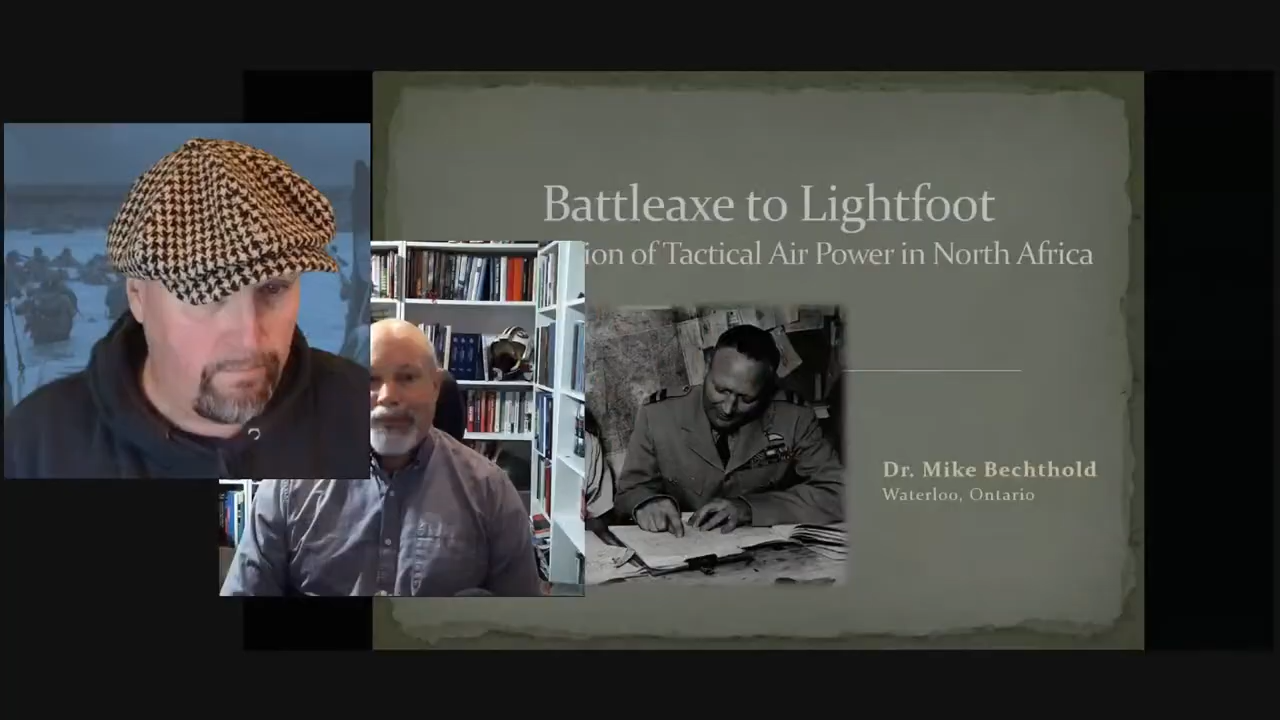 Battleaxe to Lightfoot
ion of Tactical Air Power in North Africa
Dr. Mike Bechthold
Waterloo, Ontario